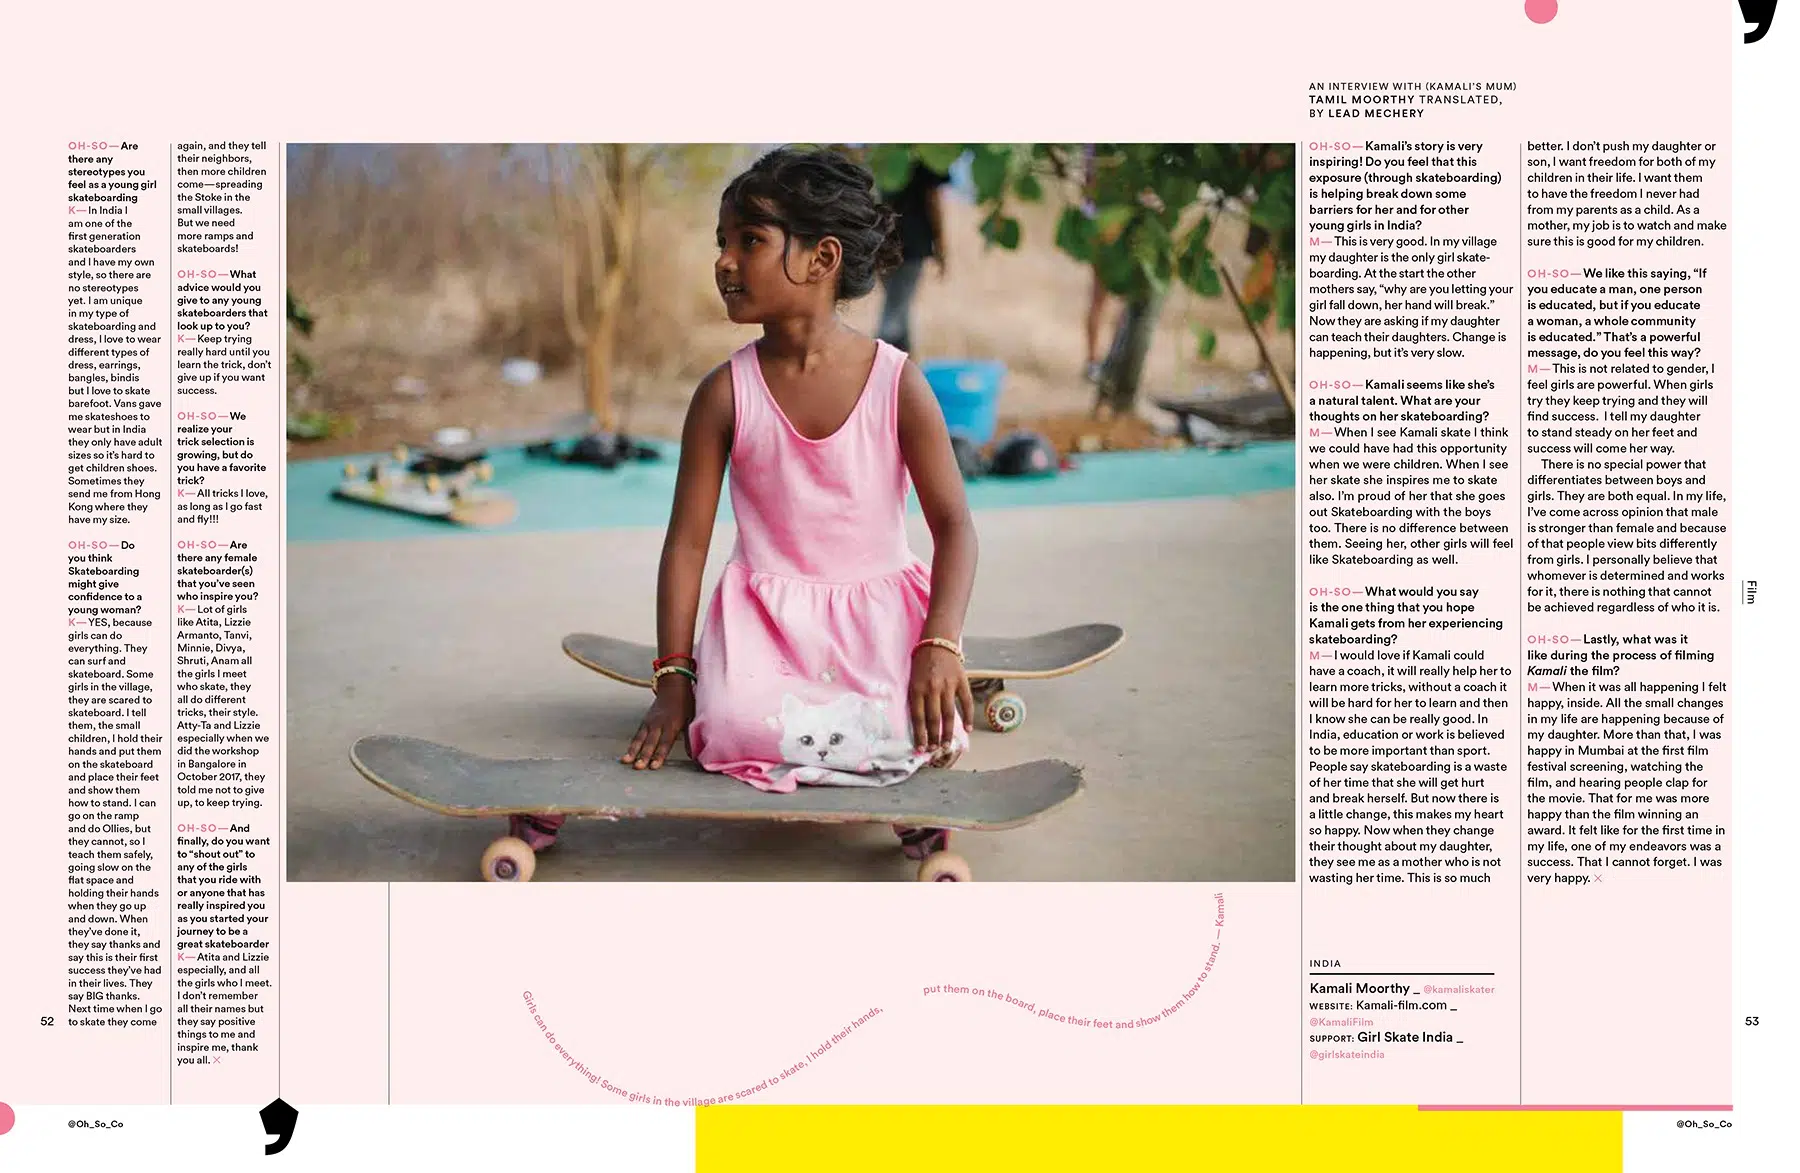 OH-SO—Are
there any
stereotypes you
feel as a young girl
skateboarding
K—In India I
am one of the
first generation
skateboarders
and I have my own
style, so there are
no stereotypes
yet. I am unique
in my type of
skateboarding and
dress, I love to wear
different types of
dress, earrings,
bangles, bindis
but I love to skate
barefoot. Vans gave
me skateshoes to
wear but in India
they only have adult
sizes so it's hard to
get children shoes.
Sometimes they
send me from Hong
Kong where they
have my size.
OH-SO—Do
you think
Skateboarding
might give
confidence to a
young woman?
K—YES, because
girls can do
everything. They
can surf and
skateboard. Some
girls in the village,
they are scared to
skateboard. I tell
them, the small
children, I hold their
hands and put them
on the skateboard
and place their feet
and show them
how to stand. I can
go on the ramp
and do Ollies, but
they cannot, so I
teach them safely,
going slow on the
flat space and
holding their hands
when they go up
and down. When
they've done it,
they say thanks and
say this is their first
success they've had
in their lives. They
say BIG thanks.
Next time when I go
to skate they come
52
@Oh_So_Co
again, and they tell
their neighbors,
then more children
come—spreading
the Stoke in the
small villages.
But we need
more ramps and
skateboards!
OH-SO—What
advice would you
give to any young
skateboarders that
look up to you?
K—Keep trying
really hard until you
learn the trick, don't
give up if you want
success.
OH-SO—We
realize your
trick selection is
growing, but do
you have a favorite
trick?
K—All tricks I love,
as long as I go fast
and fly!!!
OH-SO—Are
there any female
skateboarder(s)
that you've seen
who inspire you?
K—Lot of girls
like Atita, Lizzie
Armanto, Tanvi,
Minnie, Divya,
Shruti, Anam all
the girls I meet
who skate, they
all do different
tricks, their style.
Atty-Ta and Lizzie
especially when we
did the workshop
in Bangalore in
October 2017, they
told me not to give
up, to keep trying.
OH-SO—And
finally, do you want
to “shout out” to
any of the girls
that you ride with
or anyone that has
really inspired you
as you started your
journey to be a
great skateboarder
K—Atita and Lizzie
especially, and all
the girls who I meet.
I don't remember
all their names but
they say positive
things to me and
inspire me, thank
you all. ×
Girls can do everything! Some girls in the village are scared to skate, I hold their hands,
put them on the board, place their feet and show them how to stand. — Kamali
AN INTERVIEW WITH (KAMALI'S MUM)
TAMIL MOORTHY TRANSLATED,
BY LEAD MECHERY
OH-SO—Kamali's story is very
inspiring! Do you feel that this
exposure (through skateboarding)
is helping break down some
barriers for her and for other
young girls in India?
M—This is very good. In my village
my daughter is the only girl skate-
boarding. At the start the other
mothers say, “why are you letting your
girl fall down, her hand will break.”
Now they are asking if my daughter
can teach their daughters. Change is
happening, but it's very slow.
OH-SO—Kamali seems like she's
a natural talent. What are your
thoughts on her skateboarding?
M—When I see Kamali skate I think
we could have had this opportunity
when we were children. When I see
her skate she inspires me to skate
also. I'm proud of her that she goes
out Skateboarding with the boys
too. There is no difference between
them. Seeing her, other girls will feel
like Skateboarding as well.
OH-SO—What would you say
is the one thing that you hope
Kamali gets from her experiencing
skateboarding?
M—I would love if Kamali could
have a coach, it will really help her to
learn more tricks, without a coach it
will be hard for her to learn and then
I know she can be really good. In
India, education or work is believed
to be more important than sport.
People say skateboarding is a waste
of her time that she will get hurt
and break herself. But now there is
a little change, this makes my heart
so happy. Now when they change
their thought about my daughter,
they see me as a mother who is not
wasting her time. This is so much
better. I don't push my daughter or
son, I want freedom for both of my
children in their life. I want them
to have the freedom I never had
from my parents as a child. As a
mother, my job is to watch and make
sure this is good for my children.
OH-SO—We like this saying, “If
you educate a man, one person
is educated, but if you educate
a woman, a whole community
is educated.” That's a powerful
message, do you feel this way?
M—This is not related to gender, I
feel girls are powerful. When girls
try they keep trying and they will
find success. I tell my daughter
to stand steady on her feet and
success will come her way.
There is no special power that
differentiates between boys and
girls. They are both equal. In my life,
I've come across opinion that male
is stronger than female and because
of that people view bits differently
from girls. I personally believe that
whomever is determined and works
for it, there is nothing that cannot
be achieved regardless of who it is.
OH-SO—Lastly, what was it
like during the process of filming
Kamali the film?
M—When it was all happening I felt
happy, inside. All the small changes
in my life are happening because of
my daughter. More than that, I was
happy in Mumbai at the first film
festival screening, watching the
film, and hearing people clap for
the movie. That for me was more
happy than the film winning an
award. It felt like for the first time in
my life, one of my endeavors was a
success. That I cannot forget. I was
very happy. ×
INDIA
Kamali Moorthy _ @kamaliskater
WEBSITE: Kamali-film.com _
@KamaliFilm
SUPPORT: Girl Skate India _
@girlskateindia
Film
53
@Oh_So_Co